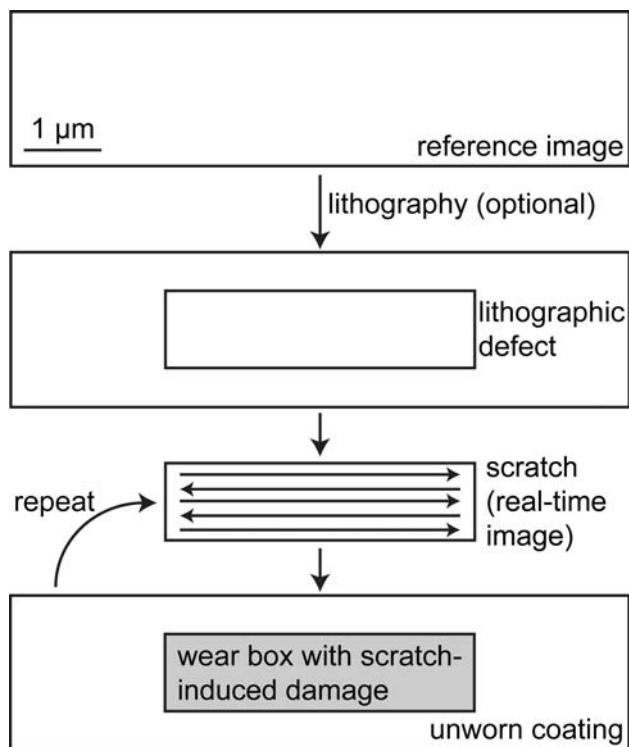 1 µm
reference image
lithography (optional)
lithographic
defect
repeat
scratch
(real-time
image)
wear box with scratch-
induced damage
unworn coating